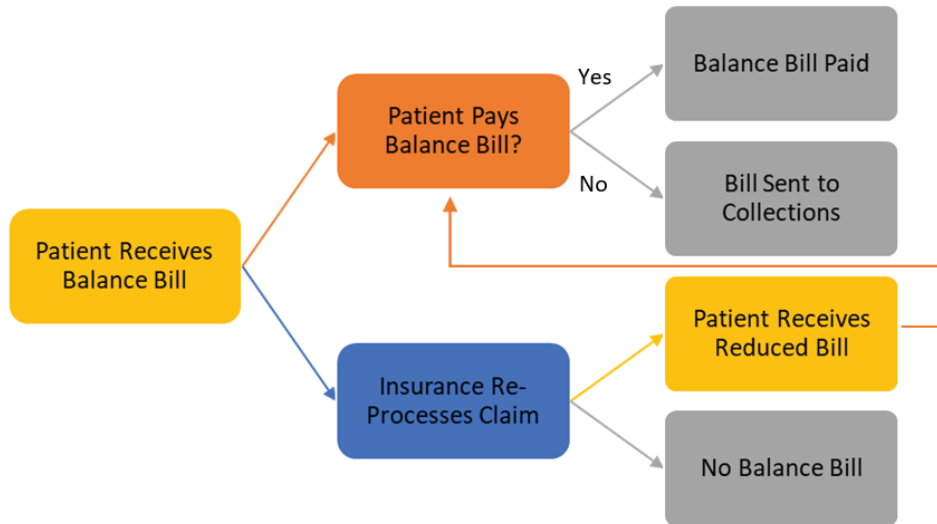 Patient Receives
Balance Bill
Patient Pays
Balance Bill?
Yes
No
Balance Bill Paid
Bill Sent to
Collections
Insurance Re-
Processes Claim
Patient Receives
Reduced Bill
No Balance Bill